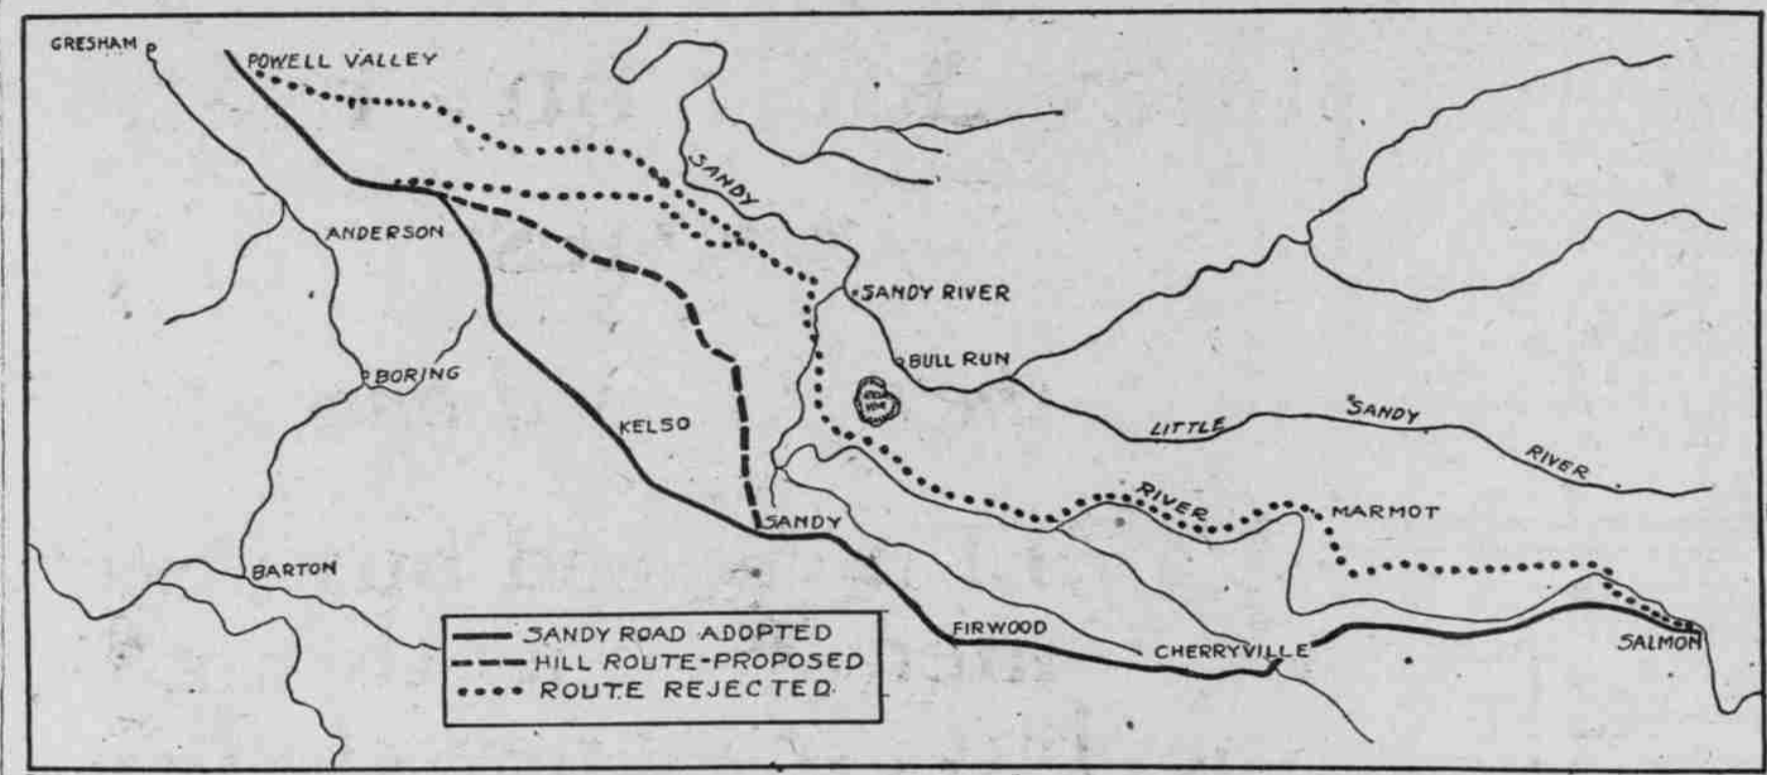 GRESHAM
POWELL VALLEY
SANDY
ANDERSON
SANDY RIVER
BULL RUN
BORING
KELSO
LITTLE SANDY RIVER
RIVER
MARMOT
SANDY
BARTON
FIRWOOD
CHERRYVILLE
SALMON
SANDY ROAD ADOPTED
HILL ROUTE-PROPOSED
ROUTE REJECTED